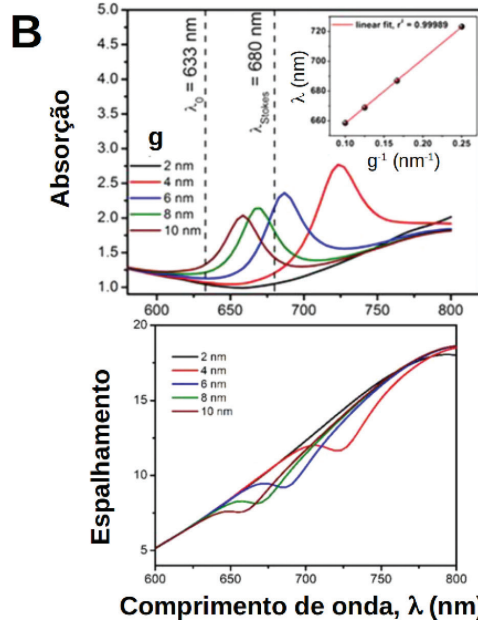 B
Absorção
5.0
4.5
4.0
3.5
3.0
2.5
2.0
1.5
1.0
λ₀ = 633 nm
λStokes = 680 nm
g
2 nm
4 nm
6 nm
8 nm
10 nm
linear fit, r² = 0.99989
λ (nm)
720
690
660
0.10 0.15 0.20 0.25
g⁻¹ (nm⁻¹)
600 650 700 750 800
Espalhamento
20
15
10
5
2 nm
4 nm
6 nm
8 nm
10 nm
600 650 700 750 800
Comprimento de onda, λ (nm)